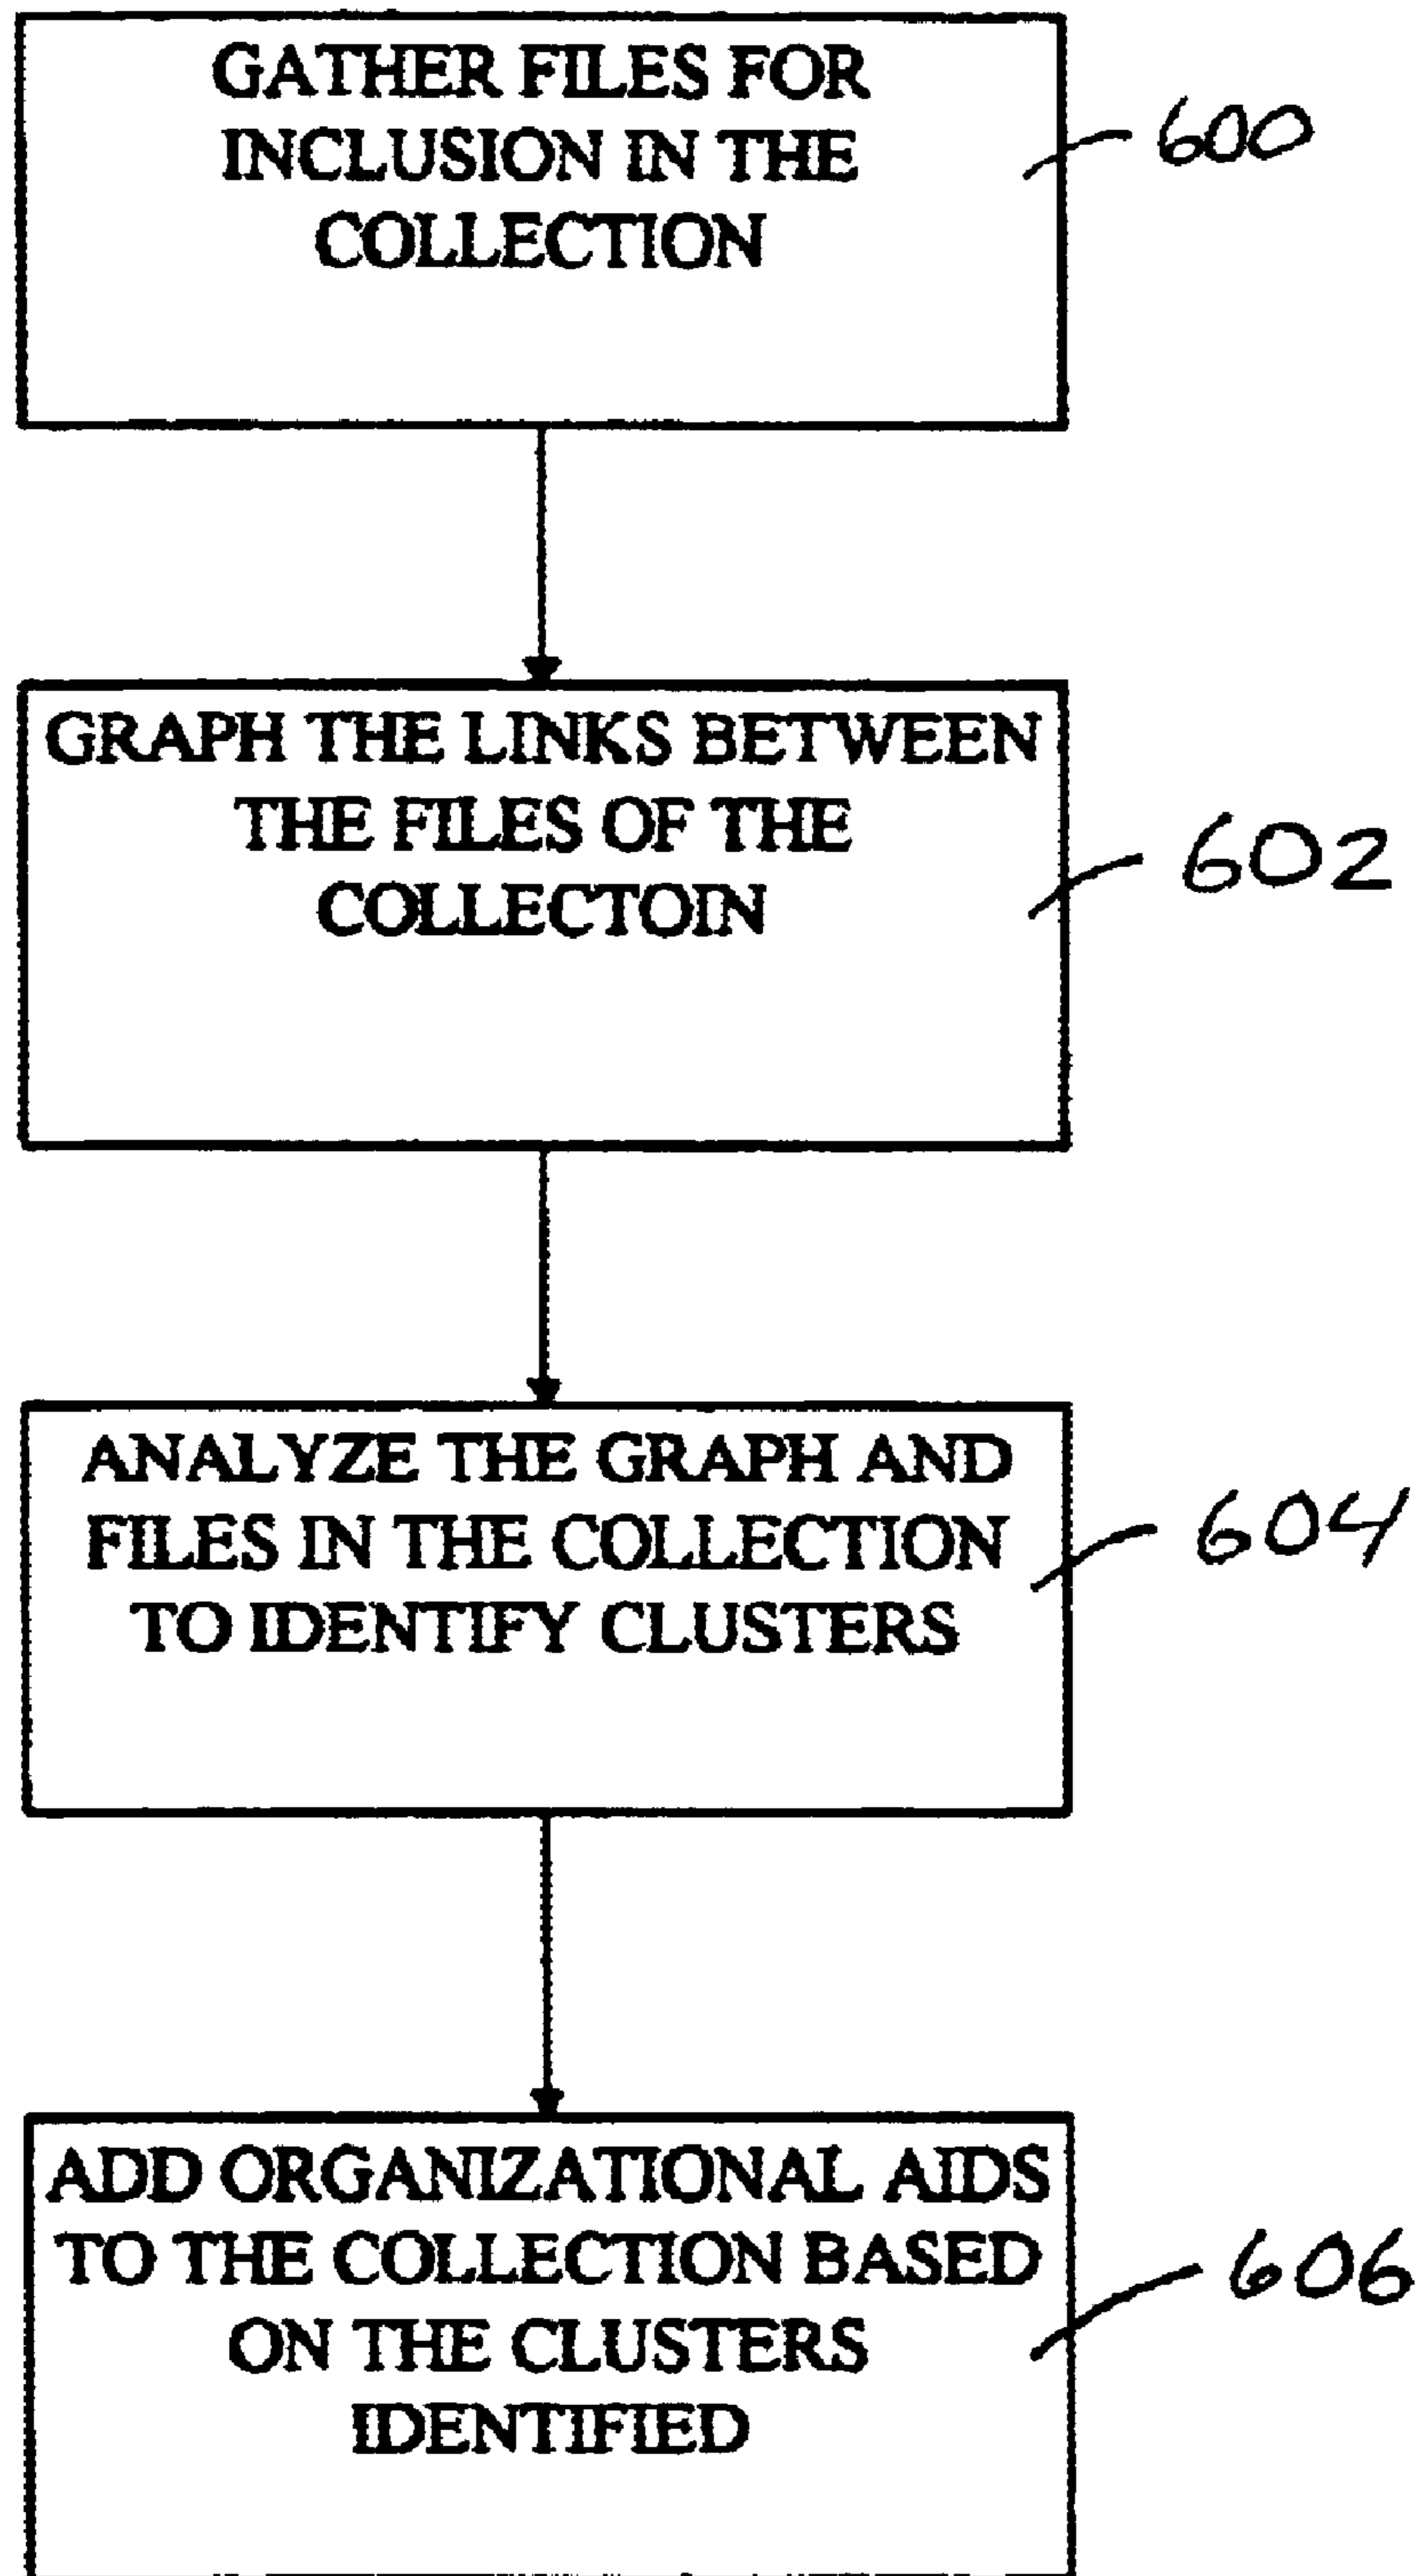 GATHER FILES FOR
INCLUSION IN THE
COLLECTION
600
GRAPH THE LINKS BETWEEN
THE FILES OF THE
COLLECTOIN
602
ANALYZE THE GRAPH AND
FILES IN THE COLLECTION
TO IDENTIFY CLUSTERS
604
ADD ORGANIZATIONAL AIDS
TO THE COLLECTION BASED
ON THE CLUSTERS
IDENTIFIED
606